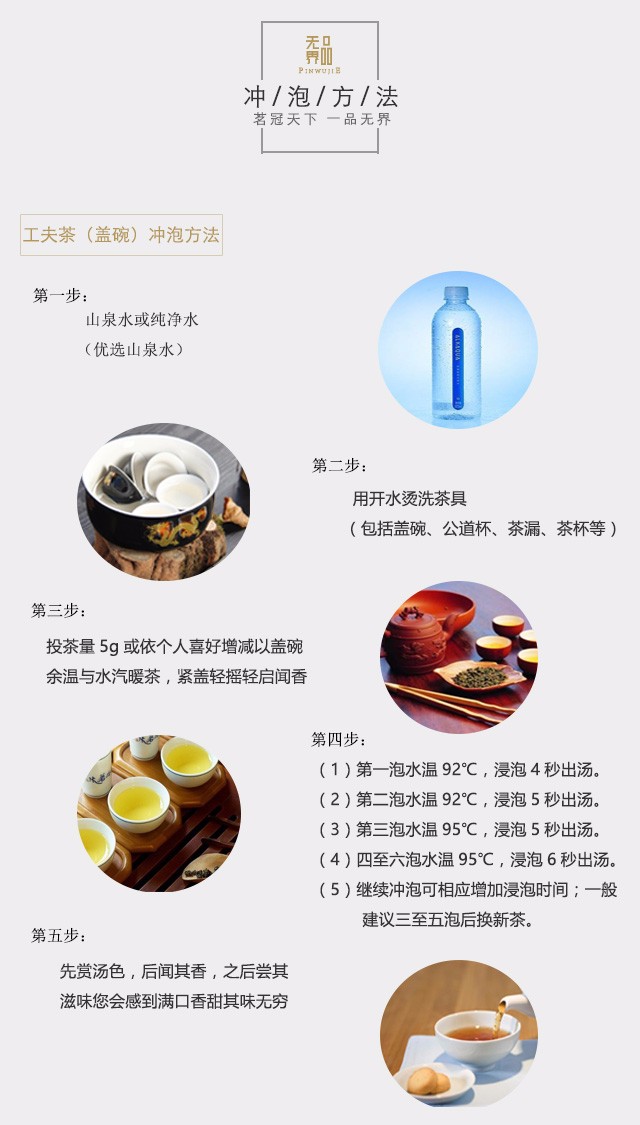 无品界
PINWUJIE
冲/泡/方/法
茗冠天下 一品无界
工夫茶（盖碗）冲泡方法
第一步：
山泉水或纯净水
（优选山泉水）
ALKAQUA
第二步：
用开水烫洗茶具
（包括盖碗、公道杯、茶漏、茶杯等）
第三步：
投茶量 5g 或依个人喜好增减以盖碗
余温与水汽暖茶，紧盖轻摇轻启闻香
第四步：
（1）第一泡水温 92℃，浸泡 4 秒出汤。
（2）第二泡水温 92℃，浸泡 5 秒出汤。
（3）第三泡水温 95℃，浸泡 5 秒出汤。
（4）四至六泡水温 95℃，浸泡 6 秒出汤。
（5）继续冲泡可相应增加浸泡时间；一般
建议三至五泡后换新茶。
第五步：
先赏汤色，后闻其香，之后尝其
滋味您会感到满口香甜其味无穷